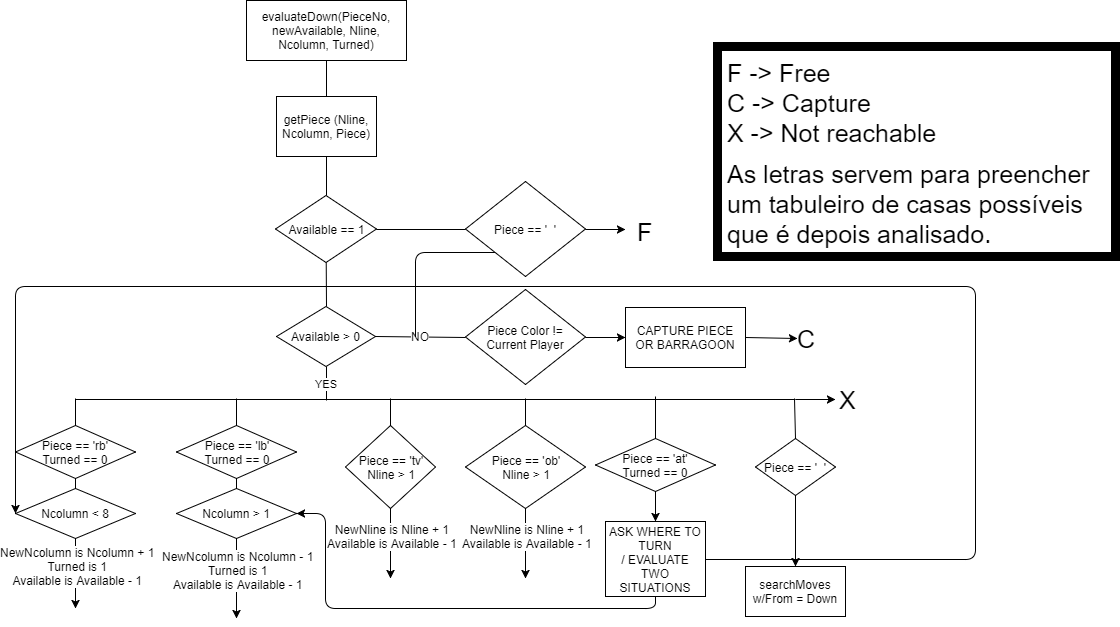 evaluateDown(PieceNo,
newAvailable, Nline,
Ncolumn, Turned)
getPiece (Nline,
Ncolumn, Piece)
F -> Free
C -> Capture
X -> Not reachable
As letras servem para preencher
um tabuleiro de casas possíveis
que é depois analisado.
Available == 1
Piece == ' '
F
Available > 0
NO
Piece Color !=
Current Player
CAPTURE PIECE
OR BARRAGOON
C
YES
X
Piece == 'rb'
Turned == 0
Piece == 'lb'
Turned == 0
Piece == 'tv'
Nline > 1
Piece == 'ob'
Nline > 1
Piece == 'at'
Turned == 0
Piece == ' '
Ncolumn < 8
Ncolumn > 1
NewNline is Nline + 1
Available is Available - 1
NewNline is Nline + 1
Available is Available - 1
ASK WHERE TO
TURN
/ EVALUATE
TWO
SITUATIONS
NewNcolumn is Ncolumn + 1
Turned is 1
Available is Available - 1
NewNcolumn is Ncolumn - 1
Turned is 1
Available is Available - 1
searchMoves
w/From = Down